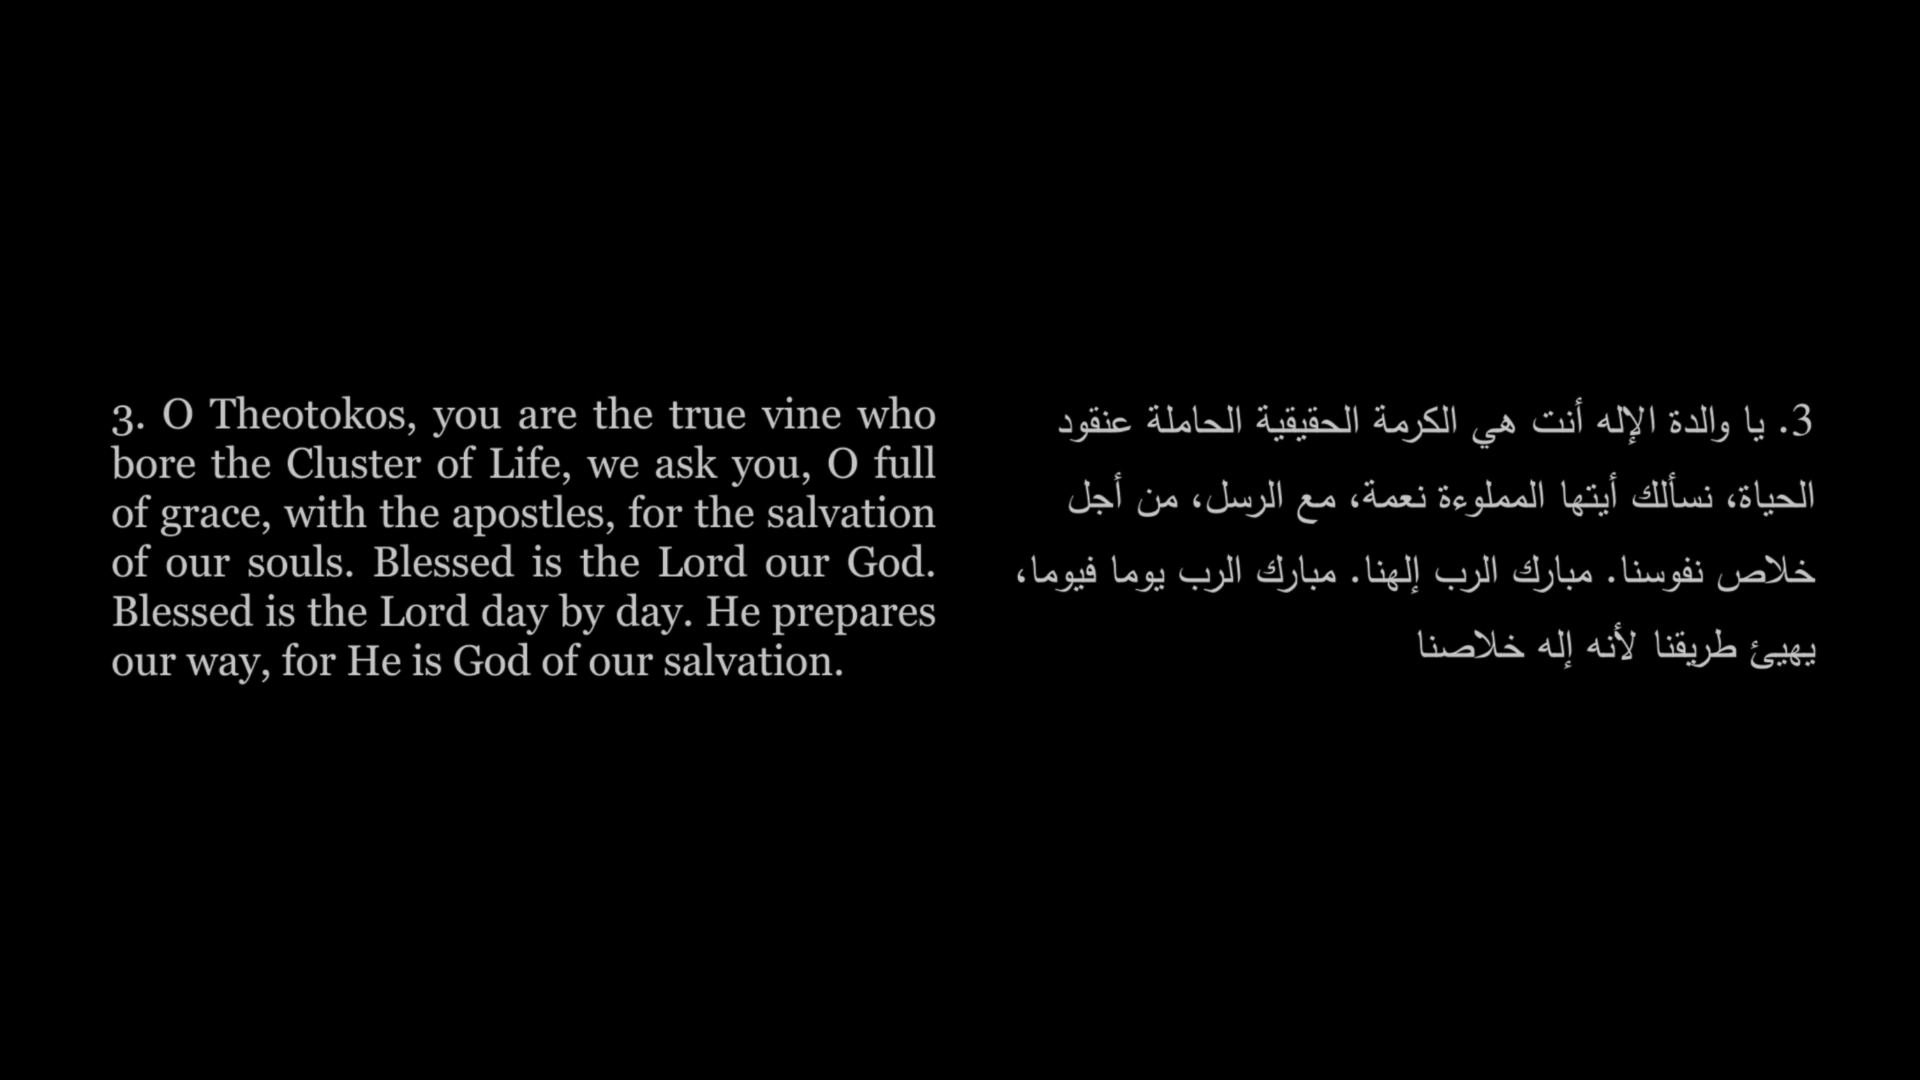 3. O Theotokos, you are the true vine who
bore the Cluster of Life, we ask you, O full
of grace, with the apostles, for the salvation
of our souls. Blessed is the Lord our God.
Blessed is the Lord day by day. He prepares
our way, for He is God of our salvation.
3. يا والدة الإله أنت هي الكرمة الحقيقية الحاملة عنقود
الحياة، نسألك أيتها المملوءة نعمة، مع الرسل، من أجل
خلاص نفوسنا. مبارك الرب إلهنا. مبارك الرب يوما فيوما،
يهيئ طريقنا لأنه إله خلاصنا